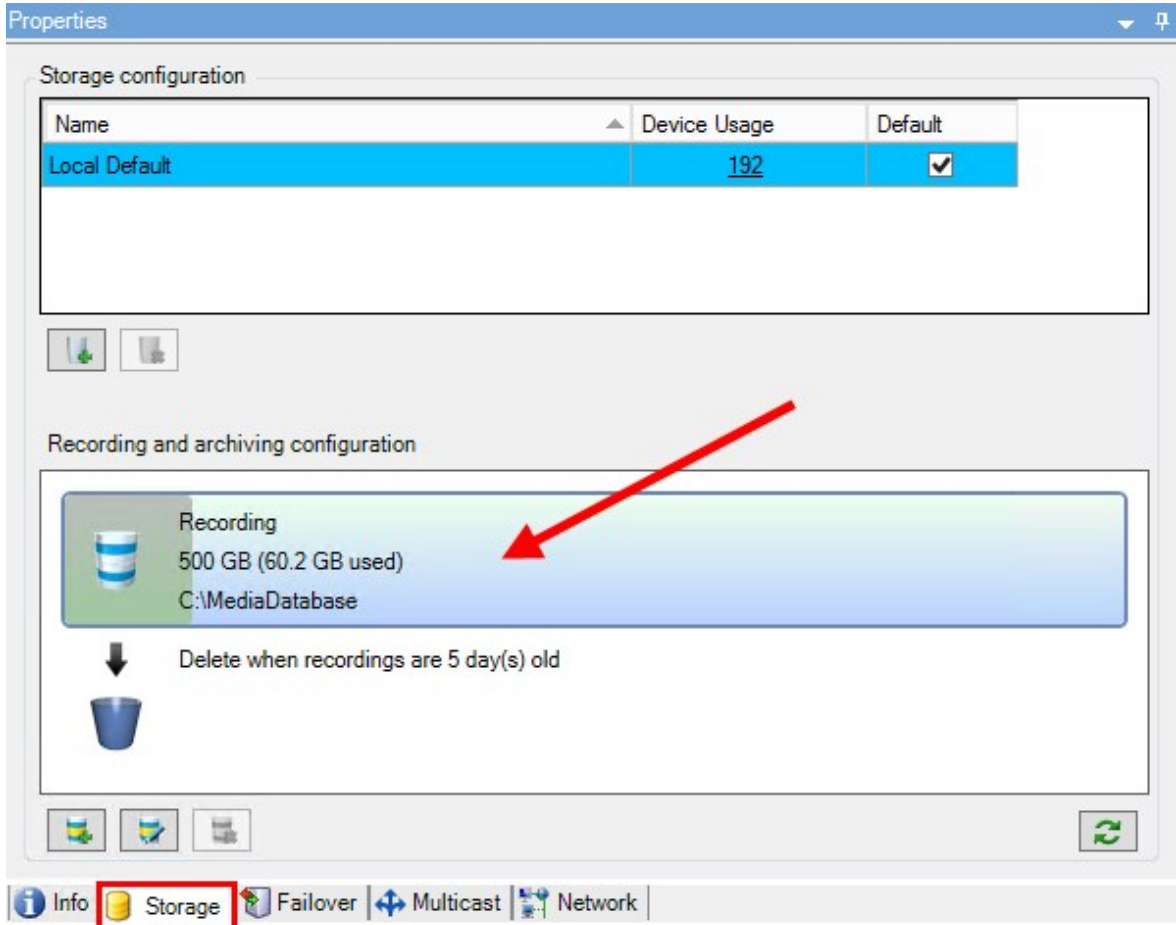 Properties
Storage configuration
Name Device Usage Default
Local Default 192
Recording and archiving configuration
Recording
500 GB (60.2 GB used)
C:\MediaDatabase
Delete when recordings are 5 day(s) old
Info Storage Failover Multicast Network